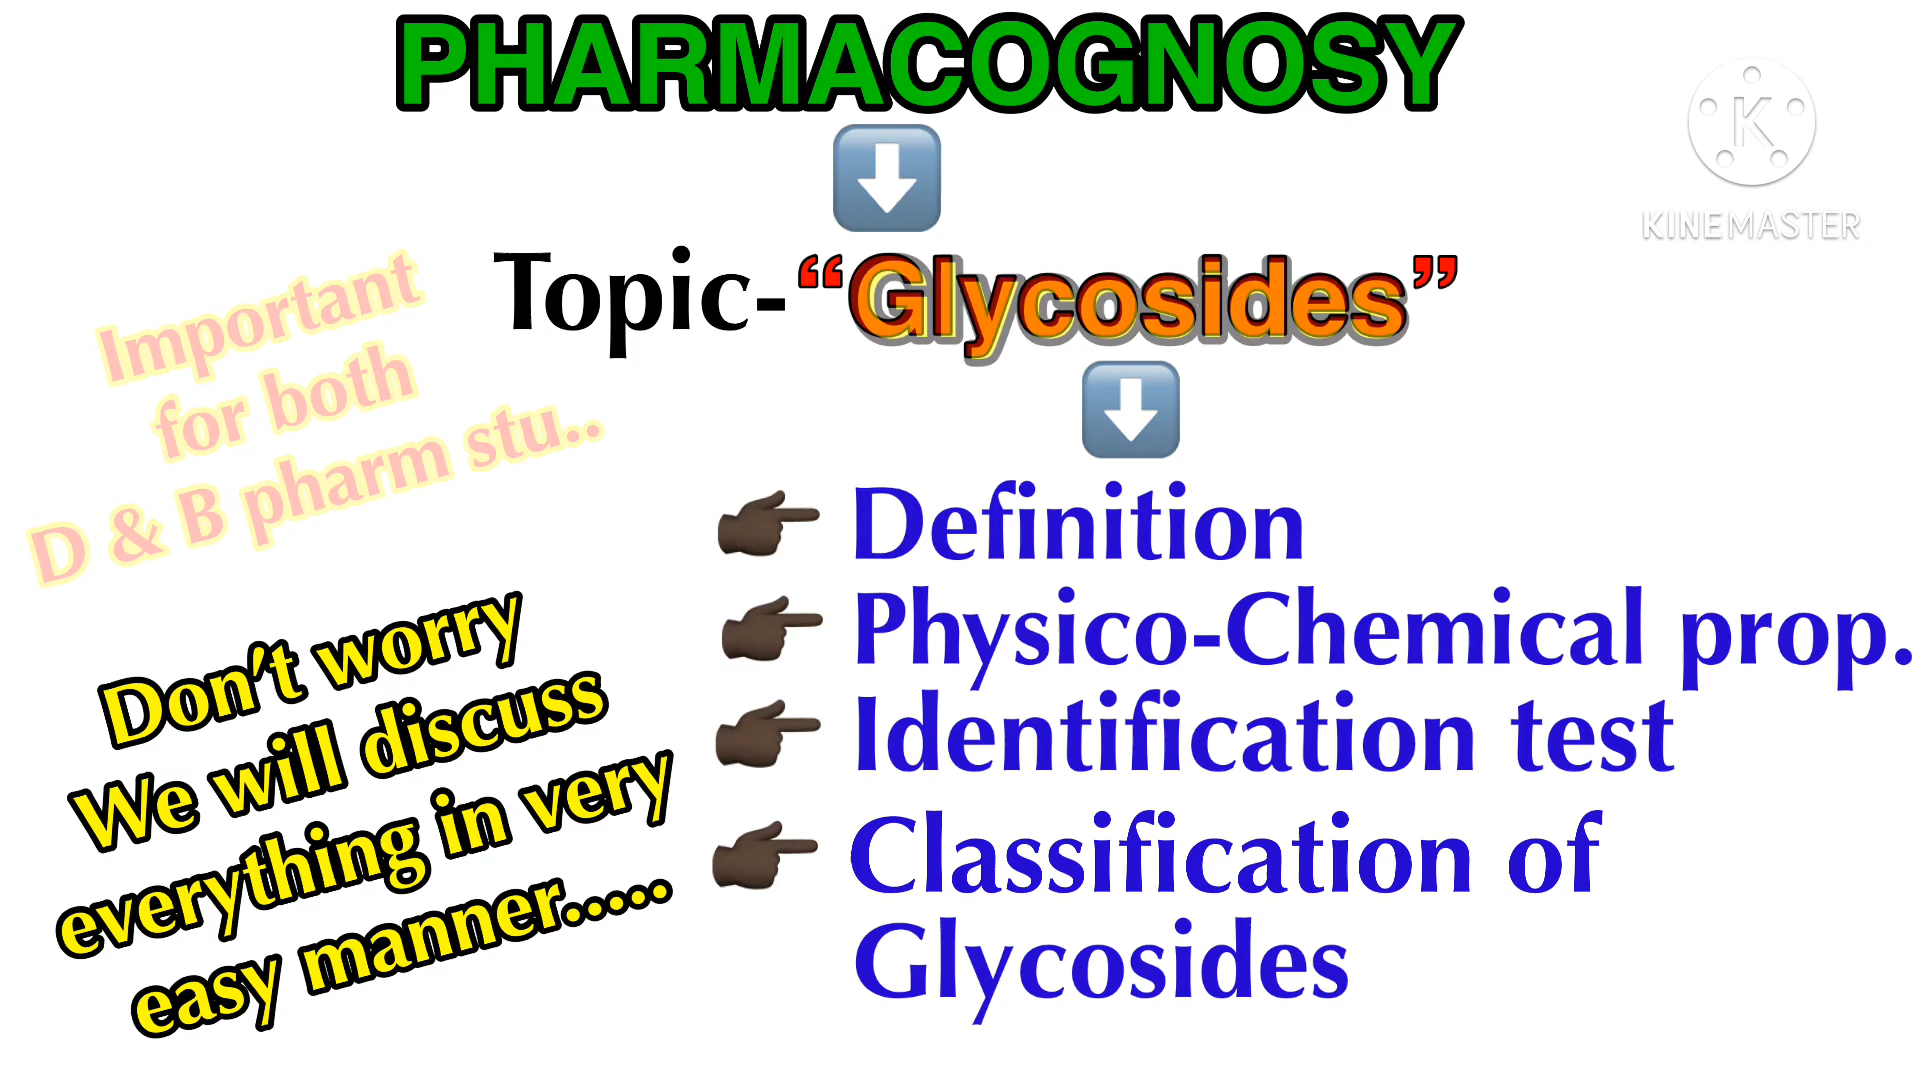 PHARMACOGNOSY
K
KINEMASTER
Topic-“Glycosides”
Important
for both
D & B pharm stu..
Don't worry
We will discuss
everything in very
easy manner.....
Definition
Physico-Chemical prop.
Identification test
Classification of
Glycosides